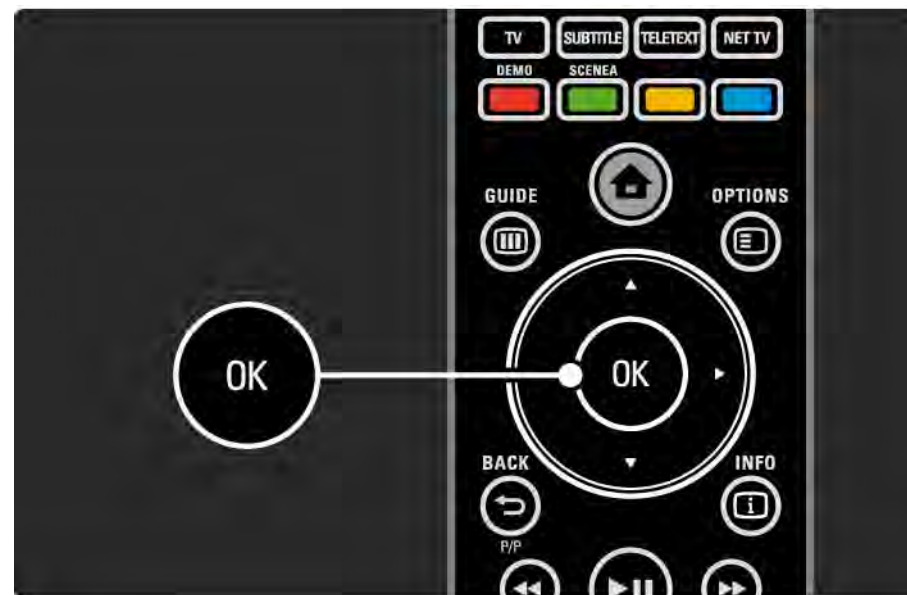 TV SUBTITLE TELETEXT NET TV
DEMO SCENEA
GUIDE OPTIONS
OK OK
BACK INFO
P/P